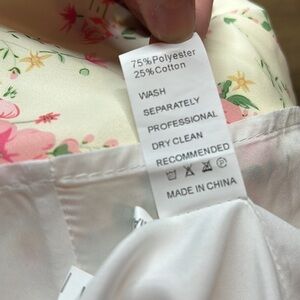 75%Polyester
25%Cotton
WASH
SEPARATELY
PROFESSIONAL
DRY CLEAN
RECOMMENDED
MADE IN CHINA